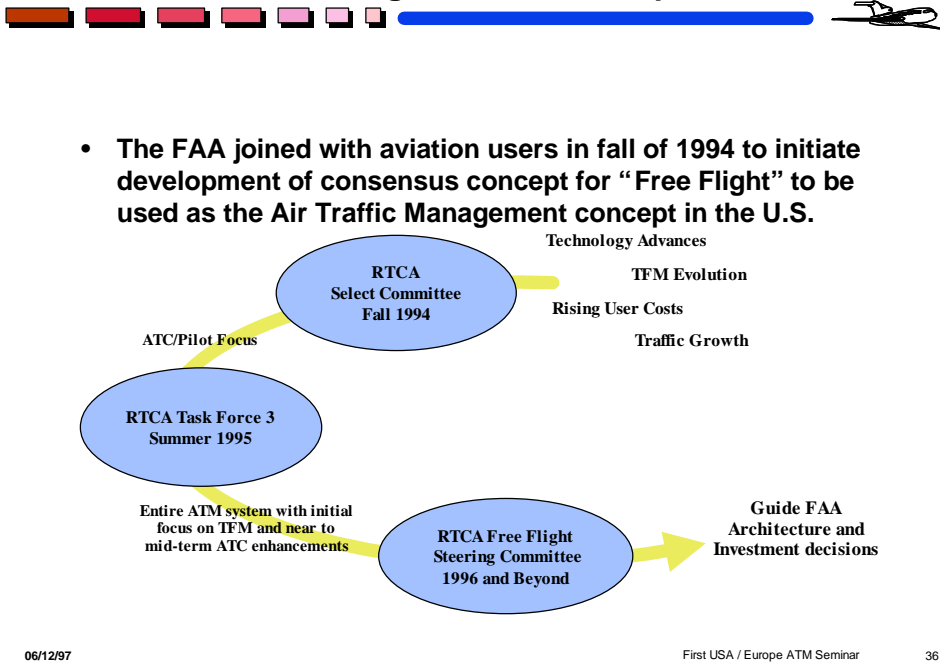 • The FAA joined with aviation users in fall of 1994 to initiate
development of consensus concept for “Free Flight” to be
used as the Air Traffic Management concept in the U.S.
Technology Advances
TFM Evolution
Rising User Costs
Traffic Growth
RTCA
Select Committee
Fall 1994
ATC/Pilot Focus
RTCA Task Force 3
Summer 1995
Entire ATM system with initial
focus on TFM and near to
mid-term ATC enhancements
RTCA Free Flight
Steering Committee
1996 and Beyond
Guide FAA
Architecture and
Investment decisions
06/12/97
First USA / Europe ATM Seminar
36